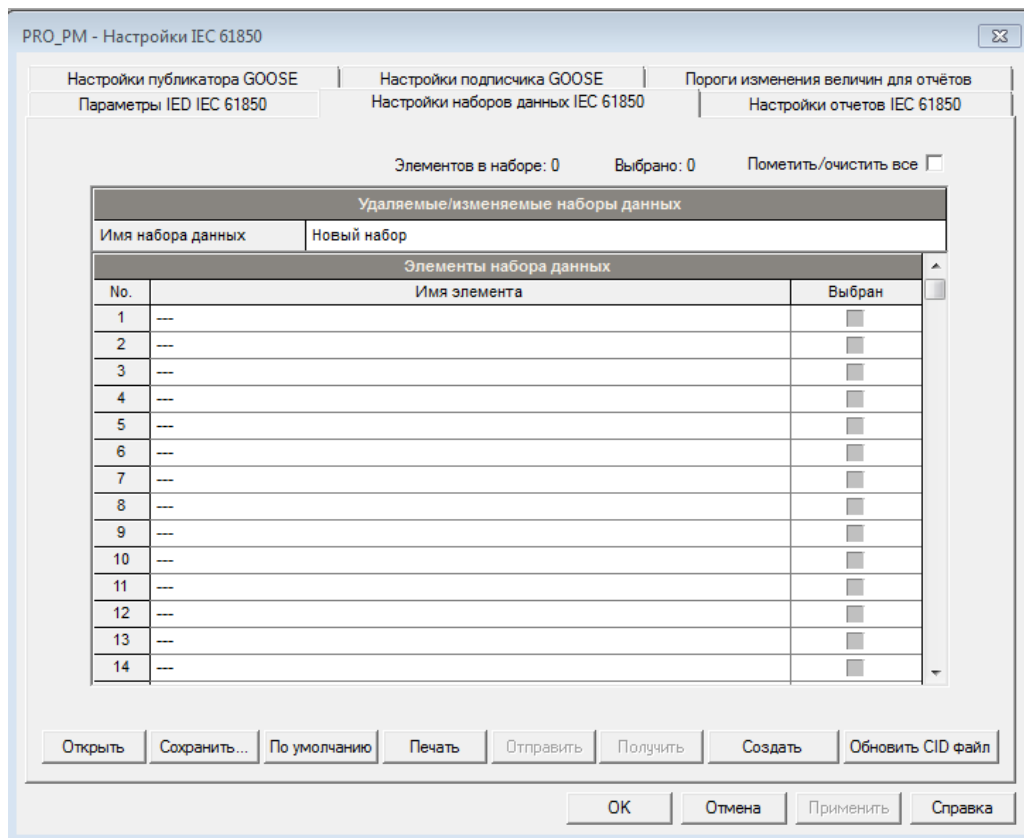 PRO_PM - Настройки IEC 61850
Настройки публикатора GOOSE Настройки подписчика GOOSE Пороги изменения величин для отчётов
Параметры IED IEC 61850 Настройки наборов данных IEC 61850 Настройки отчетов IEC 61850
Элементов в наборе: 0 Выбрано: 0 Пометить/очистить все
Удаляемые/изменяемые наборы данных
Имя набора данных Новый набор
Элементы набора данных
No. Имя элемента Выбран
1 ---
2 ---
3 ---
4 ---
5 ---
6 ---
7 ---
8 ---
9 ---
10 ---
11 ---
12 ---
13 ---
14 ---
Открыть Сохранить... По умолчанию Печать Отправить Получить Создать Обновить CID файл
OK Отмена Применить Справка